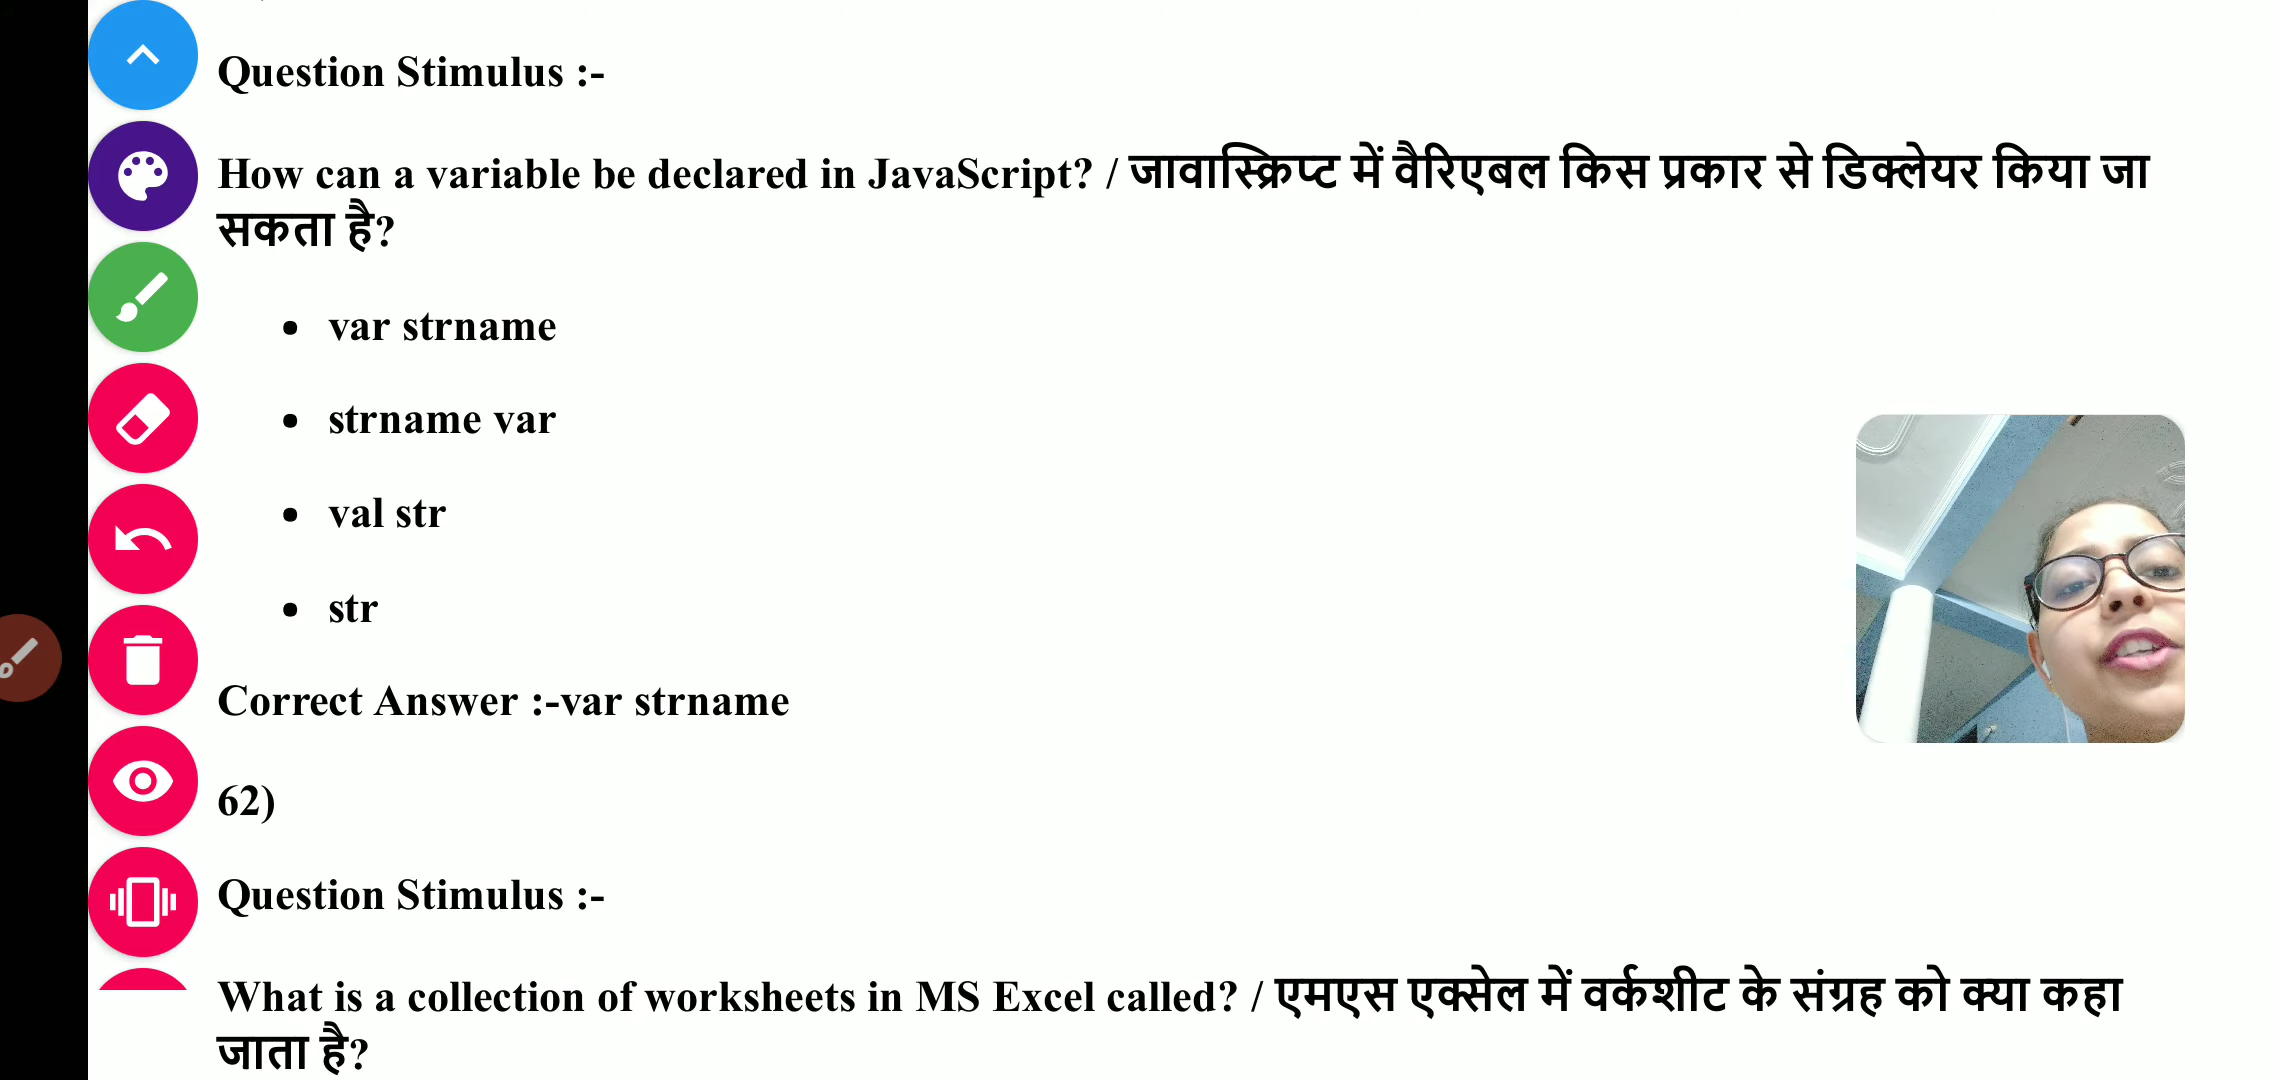 Question Stimulus :-
How can a variable be declared in JavaScript? / जावास्क्रिप्ट में वैरिएबल किस प्रकार से डिक्लेयर किया जा
सकता है?
• var strname
• strname var
• val str
• str
Correct Answer :-var strname
62)
Question Stimulus :-
What is a collection of worksheets in MS Excel called? / एमएस एक्सेल में वर्कशीट के संग्रह को क्या कहा
जाता है?